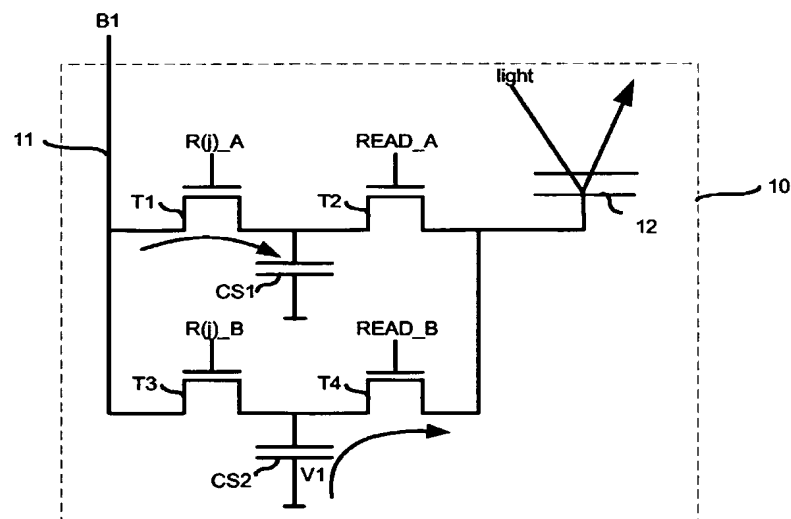 B1
light
11
R(j)_A
READ_A
10
T1
T2
12
CS1
R(j)_B
READ_B
T3
T4
CS2
V1